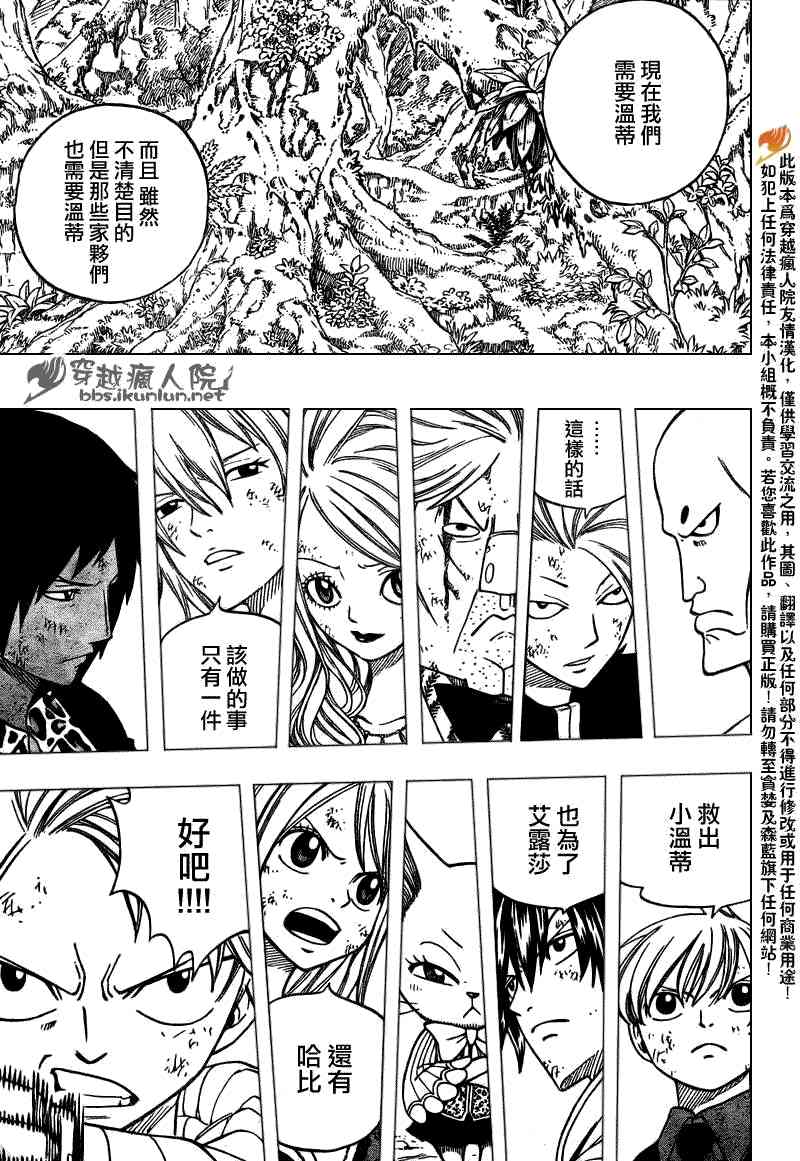 現在我們
需要溫蒂
而且 雖然
不清楚目的
但是那些家夥們
也需要溫蒂
穿越瘋人院
bbs.ikunlun.net
……
這樣的話
該做的事
只有一件
救出
小溫蒂
也為了
艾露莎
還有
哈比
好吧!!!!
此版本爲穿越瘋人院友情漢化，僅供學習交流之用，其圖、翻譯以及任何部分不得進行修改或用于任何商業用途！
如犯上任何法律責任，本小組概不負責。若您喜歡此作品，請購買正版！請勿轉至貪婪及森藍旗下任何網站！